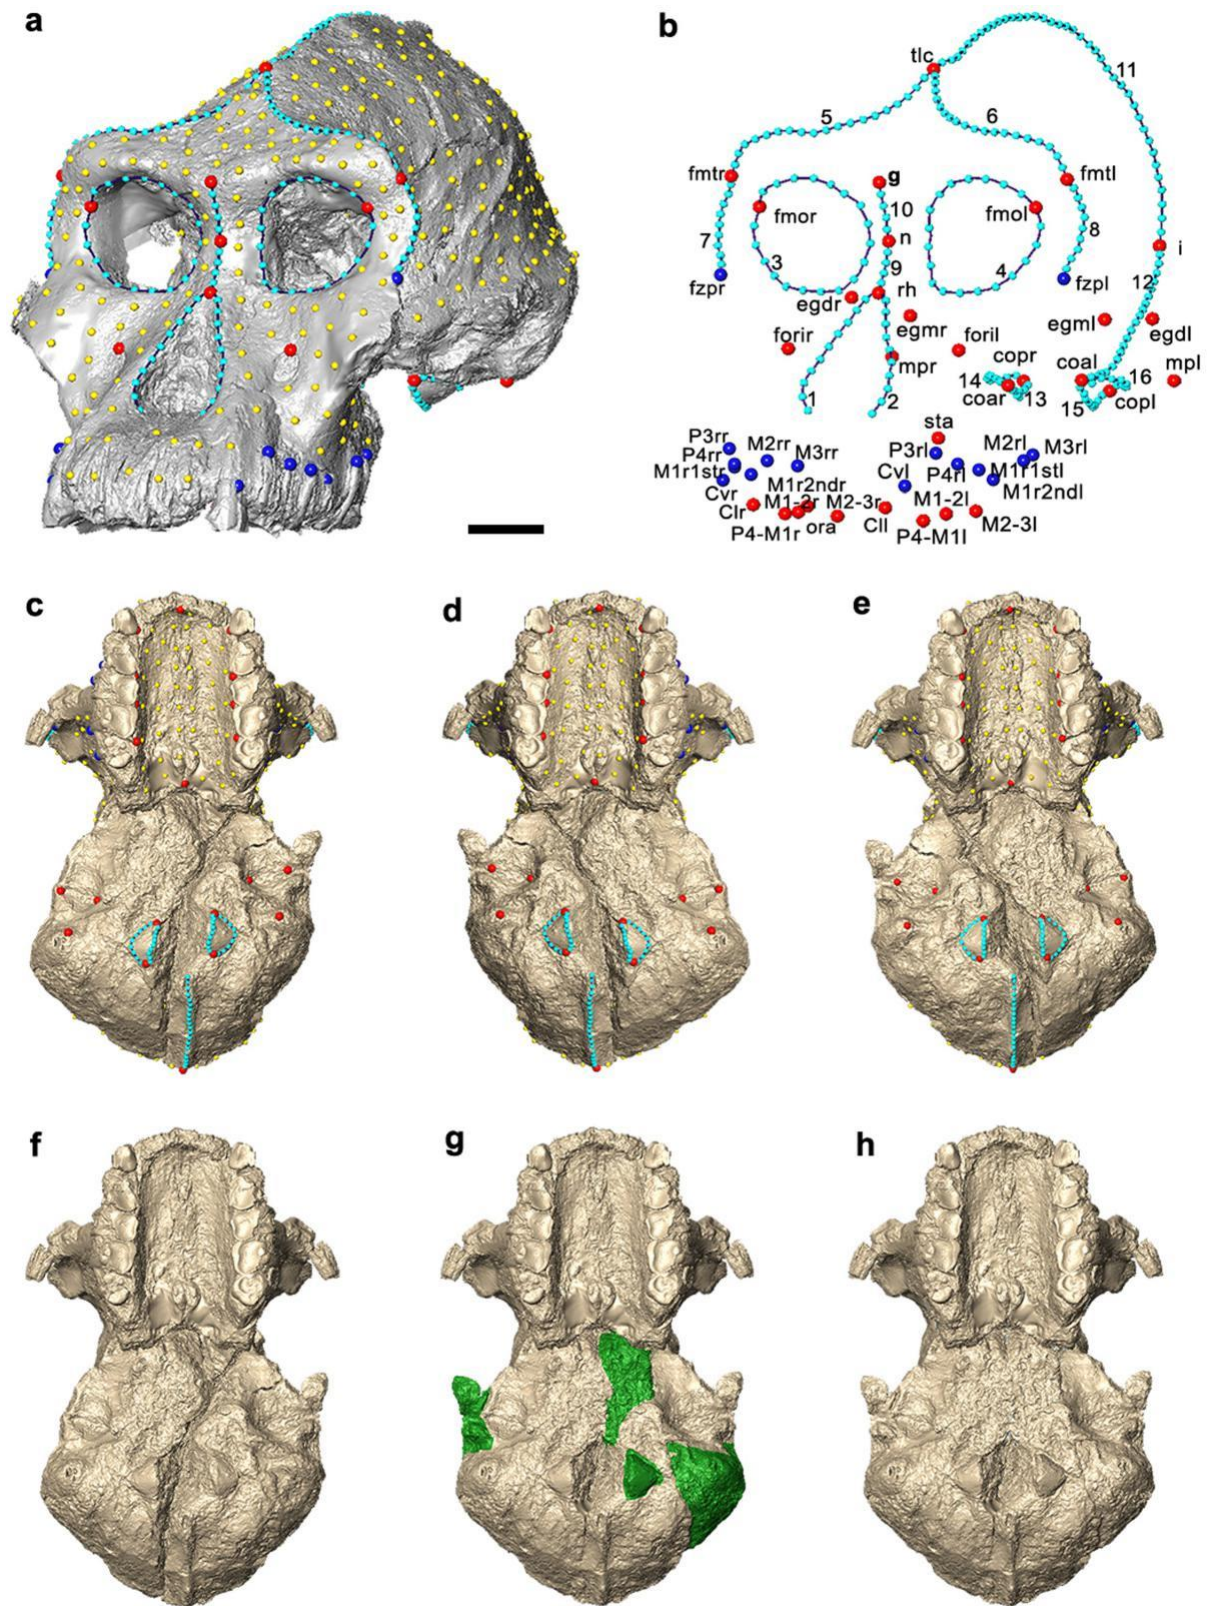 a
b
tlc
11
5
6
fmtr
g
fmtl
fmor
10
fmol
7
n
8
i
3
9
4
12
fzpr
rh
fzpl
egdr
egmr
egml
egdl
forir
foril
copr
coal
mpr
14
16
mpl
coar
13
copl
1
2
15
sta
P3rr
M2rr
P3rl
M2rl
M3rl
P4rr
M3rr
P4rl
M1r1str
M1r1stl
Cvr
M1r2ndr
Cvl
M1r2ndl
Clr
M1-2r
M2-3r
M1-2l
ora
Cll
M2-3l
P4-M1r
P4-M1l
c
d
e
f
g
h